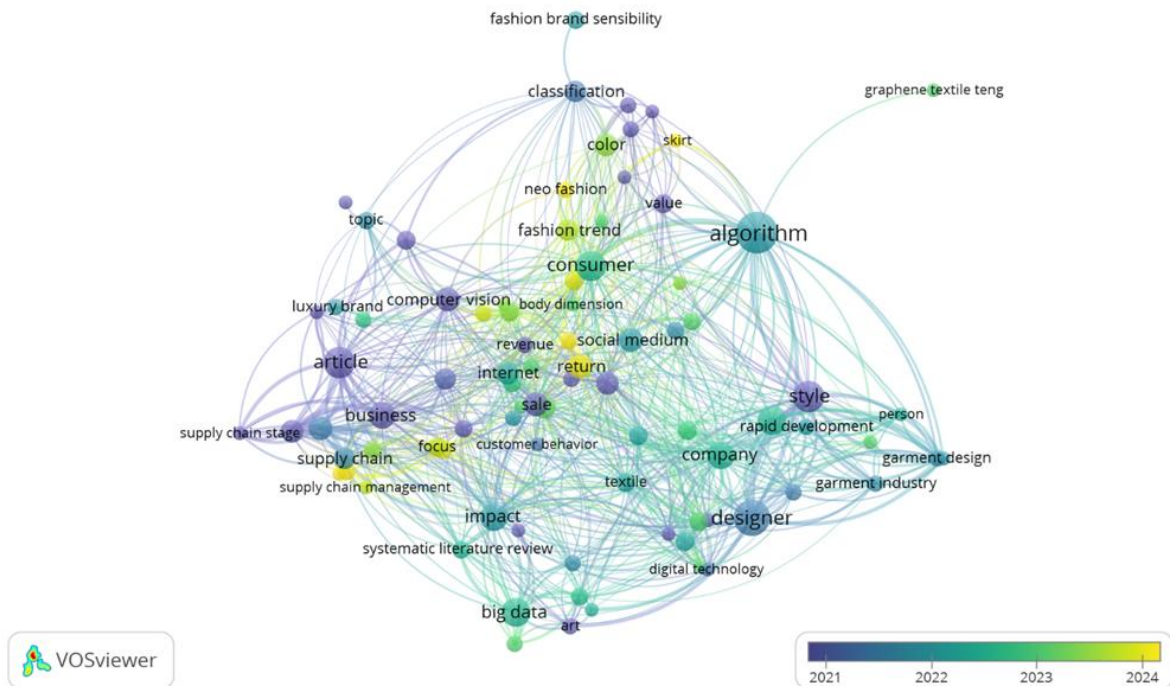 fashion brand sensibility
classification
graphene textile teng
color
skirt
neo fashion
value
topic
fashion trend
algorithm
consumer
luxury brand
computer vision
body dimension
revenue
social medium
article
internet
return
sale
style
business
person
rapid development
supply chain stage
focus
customer behavior
company
supply chain
garment design
supply chain management
textile
garment industry
impact
designer
systematic literature review
digital technology
big data
art
VOSviewer
2021
2022
2023
2024